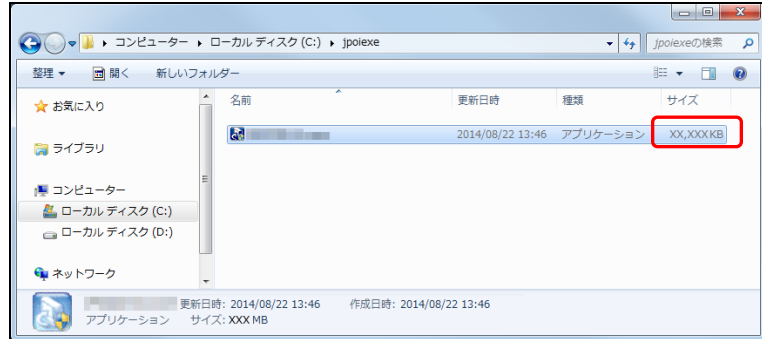 コンピューター ▸ ローカル ディスク (C:) ▸ jpoiexe
jpoiexeの検索
整理 ▼ 開く 新しいフォルダー
お気に入り
ライブラリ
コンピューター
ローカル ディスク (C:)
ローカル ディスク (D:)
ネットワーク
名前 更新日時 種類 サイズ
2014/08/22 13:46 アプリケーション XX,XXXKB
更新日時: 2014/08/22 13:46 作成日時: 2014/08/22 13:46
アプリケーション サイズ: XXX MB